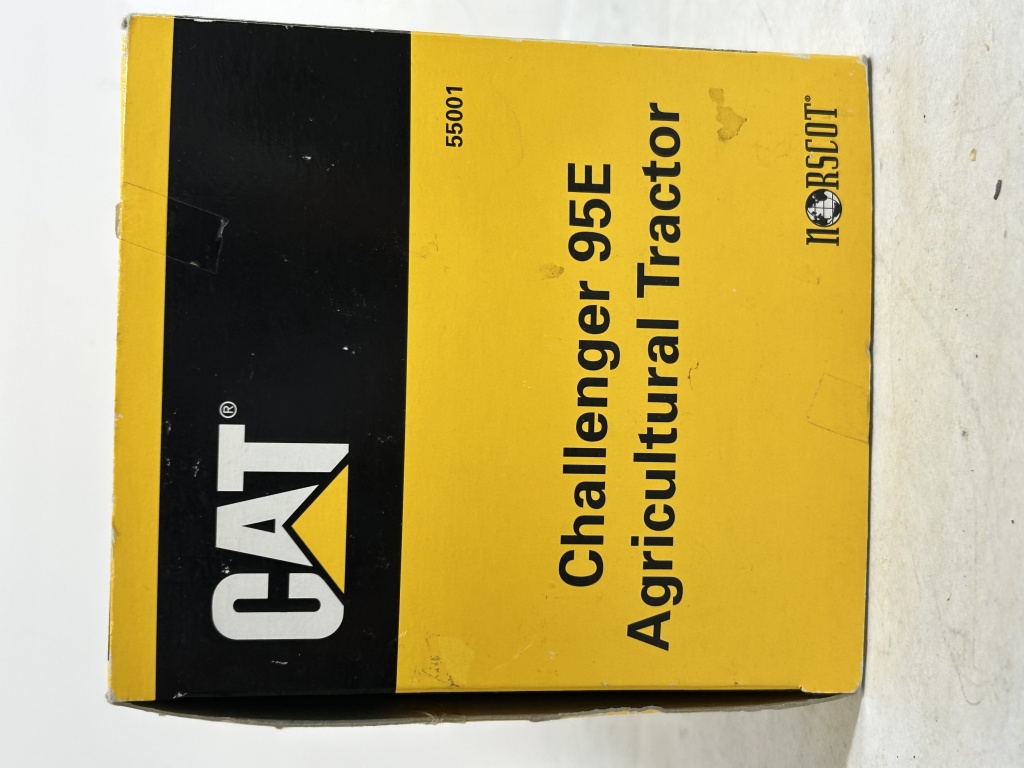 CAT®
55001
Challenger 95E
Agricultural Tractor
NORSCOT®